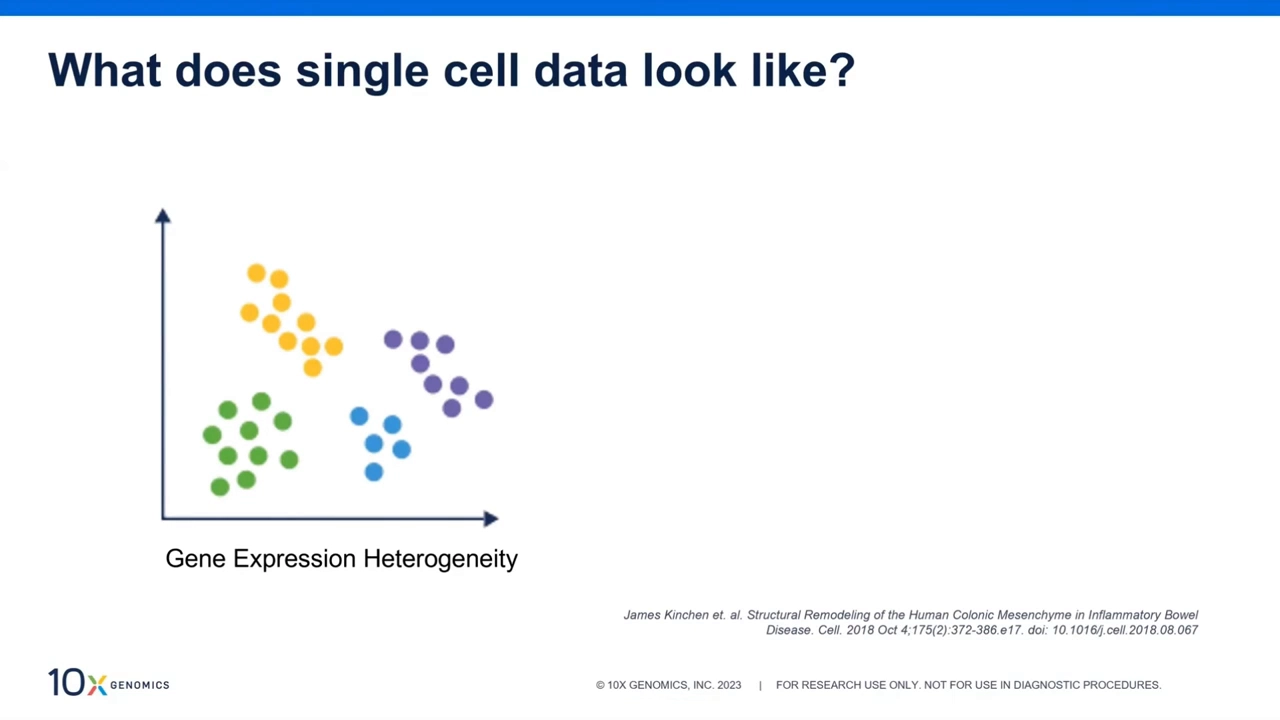 What does single cell data look like?
Gene Expression Heterogeneity
James Kinchen et. al. Structural Remodeling of the Human Colonic Mesenchyme in Inflammatory Bowel
Disease. Cell. 2018 Oct 4;175(2):372-386.e17. doi: 10.1016/j.cell.2018.08.067
10X GENOMICS
© 10X GENOMICS, INC. 2023 | FOR RESEARCH USE ONLY. NOT FOR USE IN DIAGNOSTIC PROCEDURES.